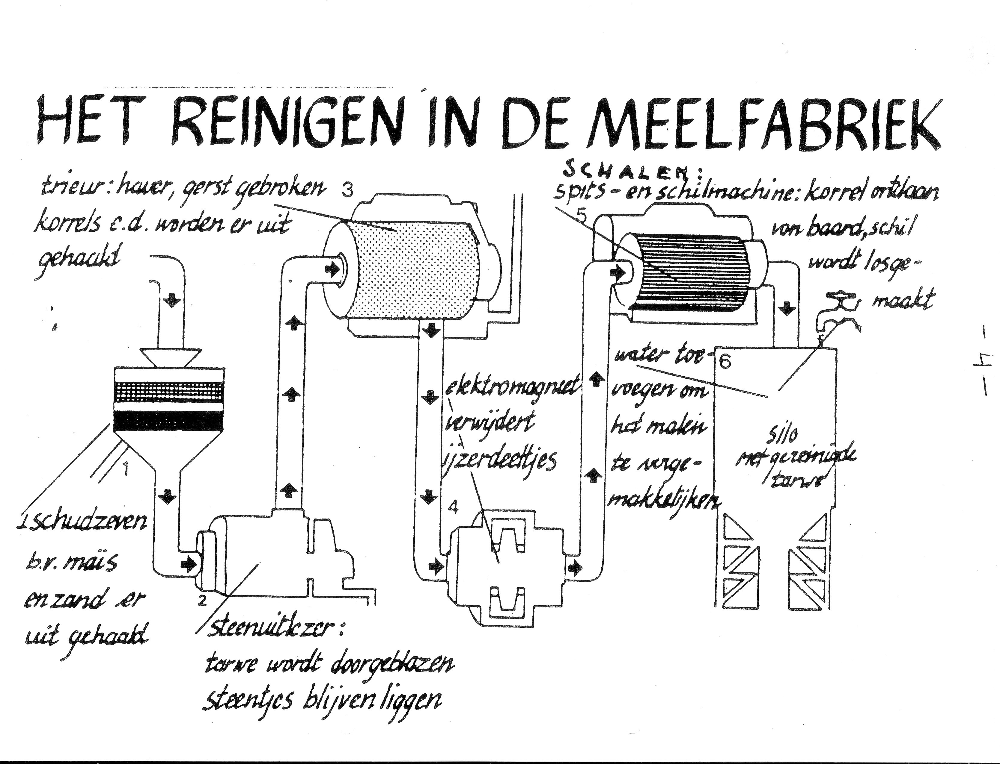 HET REINIGEN IN DE MEELFABRIEK
trieur: haver, gerst gebroken 3
korrels e.d. worden er uit
gehaald
SCHALEN:
spits- en schilmachine: korrel ontdaan
5
van baard, schil
wordt losge-
maakt
water toe-
voegen om
het malen
te verge-
makkelijken
6
silo
met gereinigde
tarwe
elektromagneet
verwijdert
ijzerdeeltjes
4
1
1 schudzeven
b.v. maïs
en zand er
uit gehaald
2
steenuitlezer:
tarwe wordt doorgeblazen
steentjes blijven liggen
- 4 -